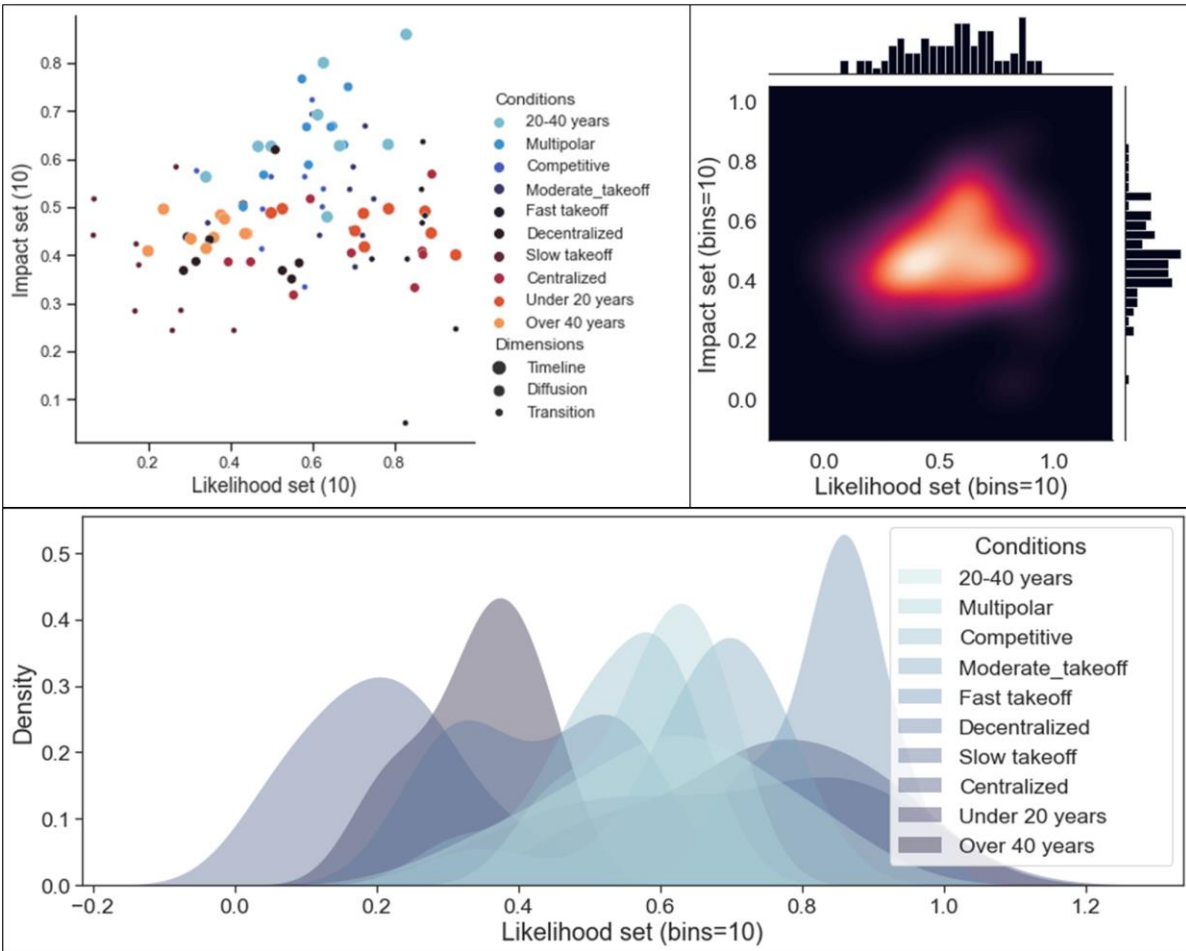 Impact set (10)
0.8
0.7
0.6
0.5
0.4
0.3
0.2
0.1
0.2 0.4 0.6 0.8
Likelihood set (10)
Conditions
20-40 years
Multipolar
Competitive
Moderate_takeoff
Fast takeoff
Decentralized
Slow takeoff
Centralized
Under 20 years
Over 40 years
Dimensions
Timeline
Diffusion
Transition
Impact set (bins=10)
1.0
0.8
0.6
0.4
0.2
0.0
0.0 0.5 1.0
Likelihood set (bins=10)
Density
0.5
0.4
0.3
0.2
0.1
0.0
−0.2 0.0 0.2 0.4 0.6 0.8 1.0 1.2
Likelihood set (bins=10)
Conditions
20-40 years
Multipolar
Competitive
Moderate_takeoff
Fast takeoff
Decentralized
Slow takeoff
Centralized
Under 20 years
Over 40 years